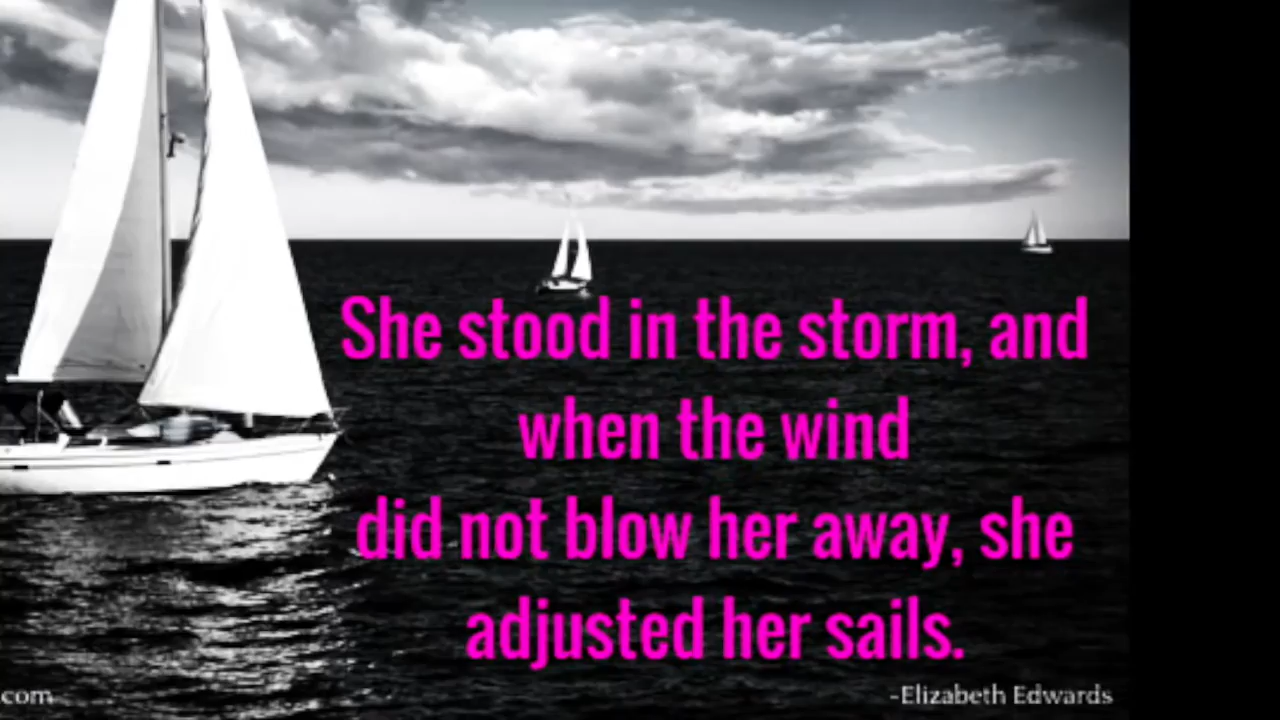 She stood in the storm, and
when the wind
did not blow her away, she
adjusted her sails.
.com
-Elizabeth Edwards